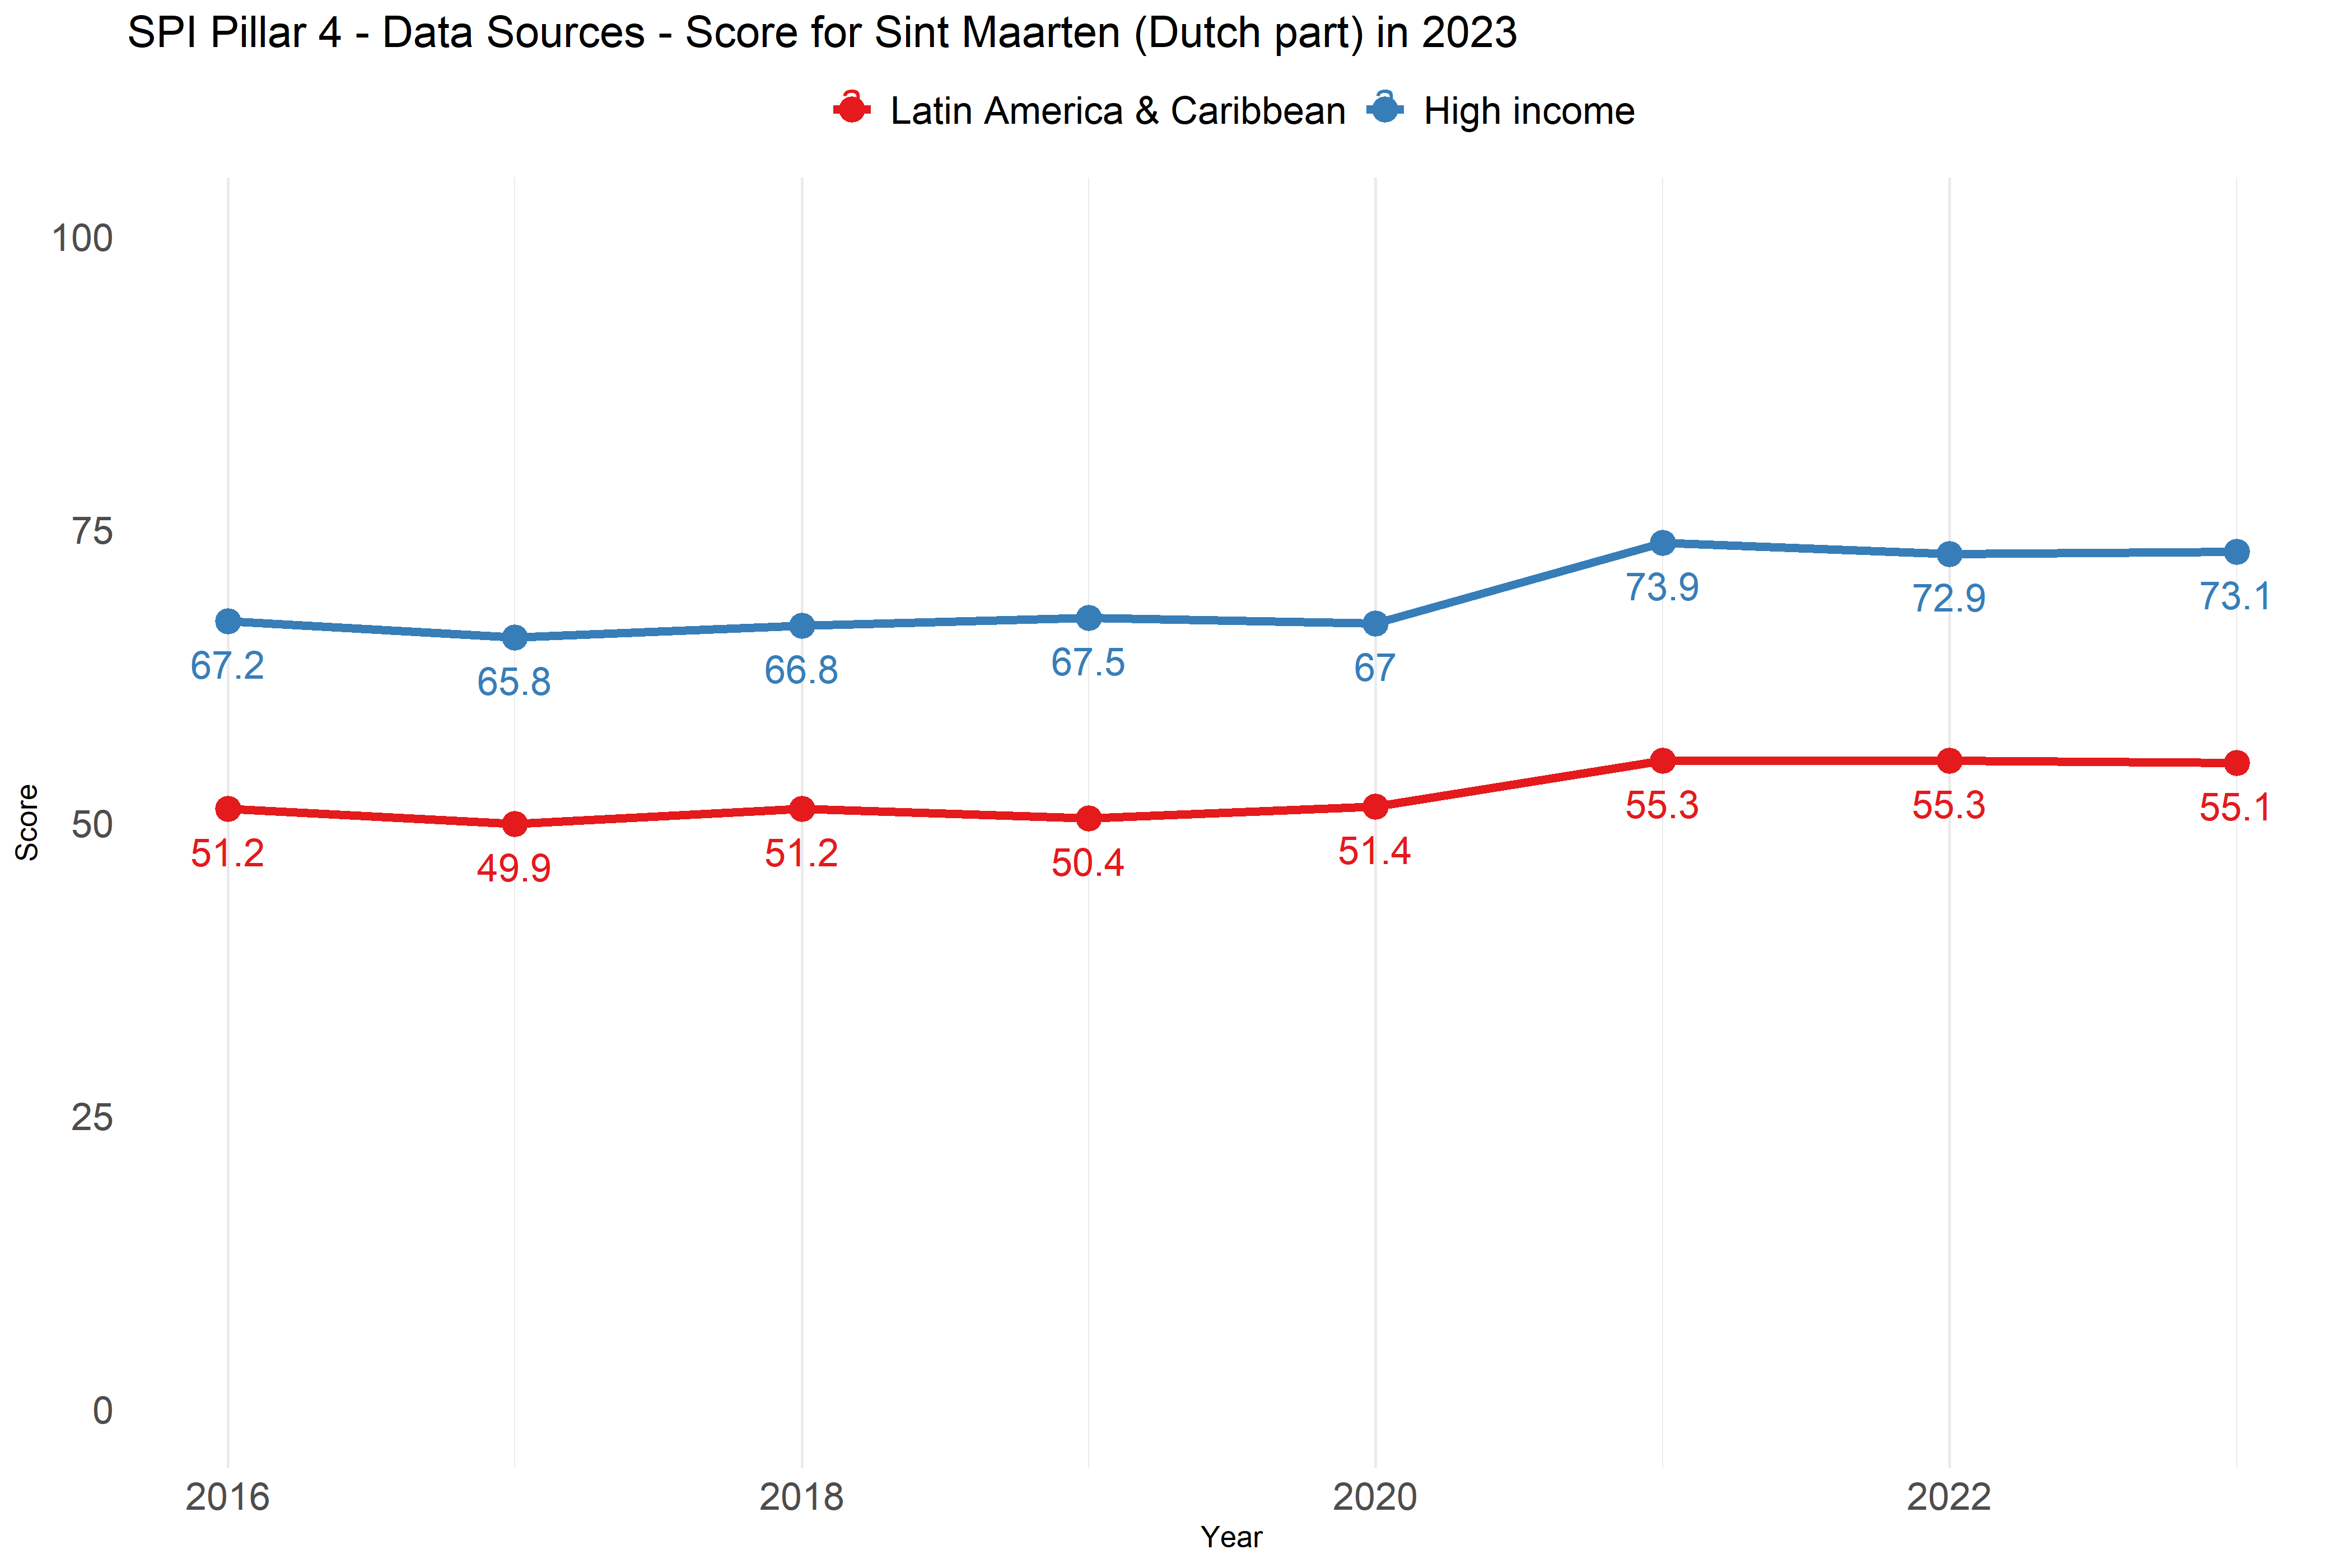 SPI Pillar 4 - Data Sources - Score for Sint Maarten (Dutch part) in 2023
Latin America & Caribbean High income
100
75
50
25
0
Score
67.2 65.8 66.8 67.5 67 73.9 72.9 73.1
51.2 49.9 51.2 50.4 51.4 55.3 55.3 55.1
2016 2018 2020 2022
Year